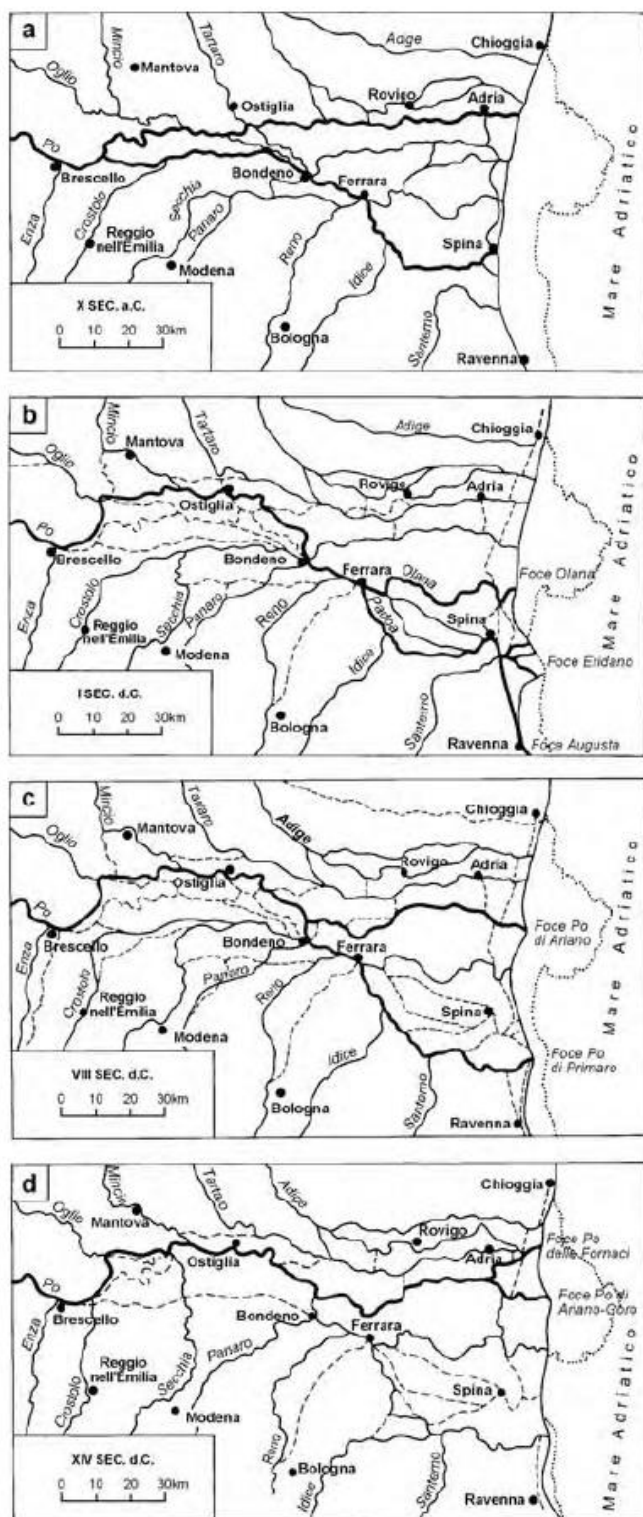 a
Mincio
Tartaro
Aage
Chioggia
Oglio
Mantova
Ostiglia
Rovigo
Adria
Po
Brescello
Bondeno
Ferrara
Enza
Crostolo
Secchia
Panaro
Reggio
nell'Emilia
Modena
Reno
Idice
Spina
Bologna
Santerno
Ravenna
Mare Adriatico
X SEC. a.C.
0 10 30km
b
Mincio
Tartaro
Adige
Chioggia
Oglio
Mantova
Ostiglia
Rovigo
Adria
Po
Brescello
Bondeno
Ferrara
Olana
Foce Olana
Enza
Crostolo
Secchia
Panaro
Reno
Padoa
Spina
Reggio
nell'Emilia
Modena
Idice
Foce Eridano
Bologna
Santerno
Ravenna
Foce Augusta
Mare Adriatico
I SEC. d.C.
0 10 30km
c
Mincio
Tartaro
Adige
Chioggia
Oglio
Mantova
Ostiglia
Rovigo
Adria
Po
Brescello
Bondeno
Ferrara
Foce Po
di Ariano
Enza
Crostolo
Panaro
Reno
Reggio
nell'Emilia
Modena
Spina
Idice
Foce Po
di Primaro
Bologna
Santerno
Ravenna
Mare Adriatico
VIII SEC. d.C.
0 10 30km
d
Mincio
Tartao
Adige
Chioggia
Oglio
Mantova
Ostiglia
Rovigo
Adria
Foce Po
delle Fornaci
Po
Brescello
Bondeno
Ferrara
Foce Po di
Ariano-Goro
Enza
Crostolo
Secchia
Panaro
Reggio
nell'Emilia
Modena
Spina
Reno
Bologna
Idice
Santerno
Ravenna
Mare Adriatico
XIV SEC. d.C.
0 10 30km